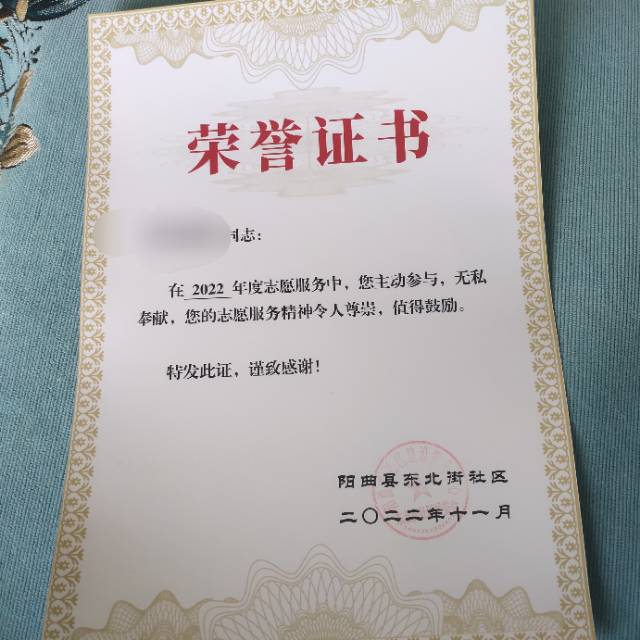 荣誉证书
同志：
在 2022 年度志愿服务中，您主动参与，无私
奉献，您的志愿服务精神令人尊崇，值得鼓励。
特发此证，谨致感谢！
阳曲县东北街社区
二〇二二年十一月